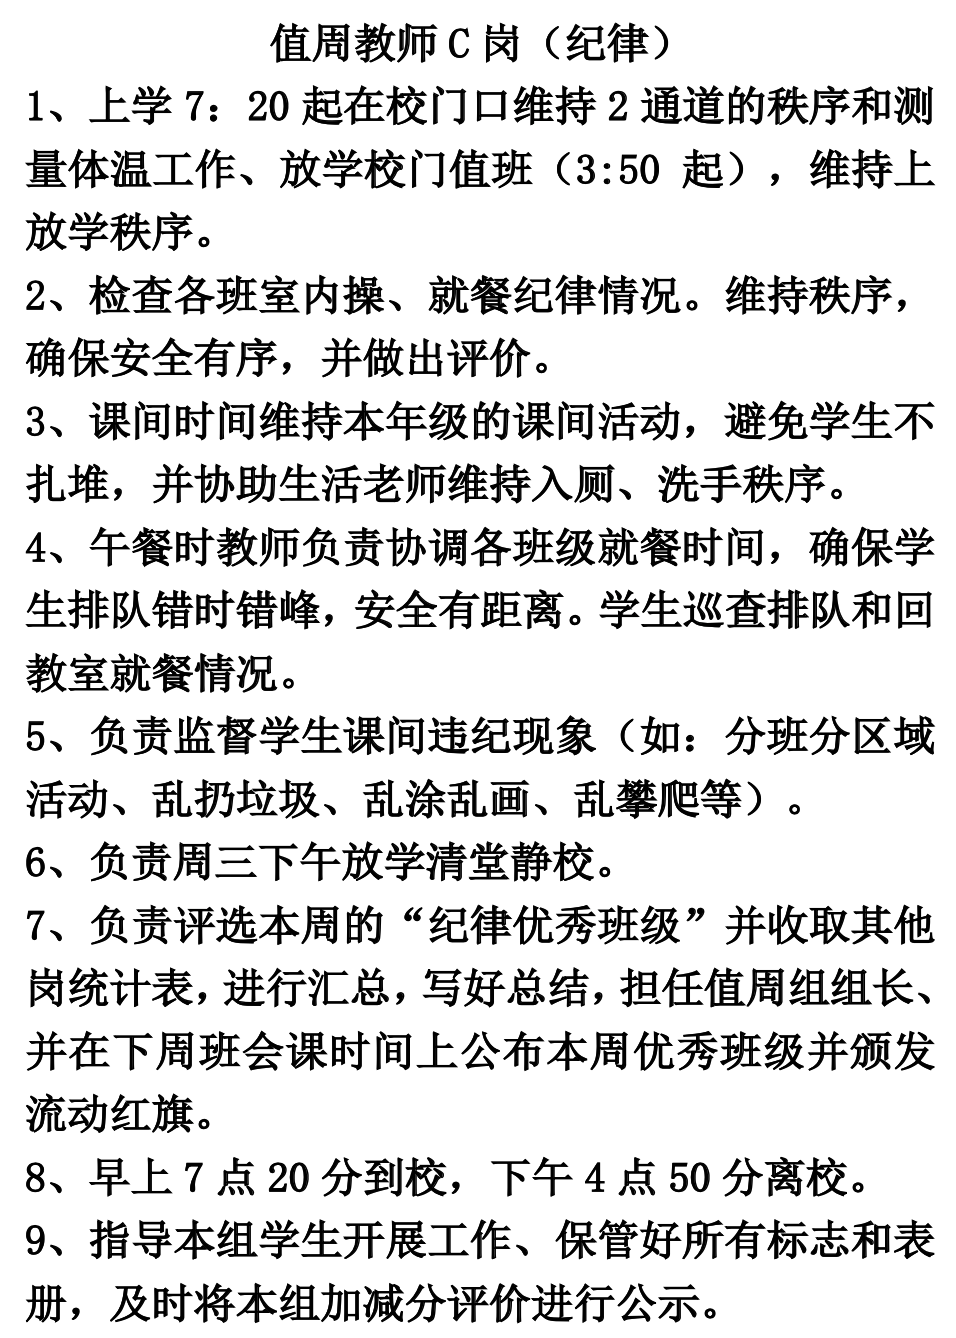 值周教师 C 岗（纪律）
1、上学 7：20 起在校门口维持 2 通道的秩序和测
量体温工作、放学校门值班（3:50 起），维持上
放学秩序。
2、检查各班室内操、就餐纪律情况。维持秩序，
确保安全有序，并做出评价。
3、课间时间维持本年级的课间活动，避免学生不
扎堆，并协助生活老师维持入厕、洗手秩序。
4、午餐时教师负责协调各班级就餐时间，确保学
生排队错时错峰，安全有距离。学生巡查排队和回
教室就餐情况。
5、负责监督学生课间违纪现象（如：分班分区域
活动、乱扔垃圾、乱涂乱画、乱攀爬等）。
6、负责周三下午放学清堂静校。
7、负责评选本周的“纪律优秀班级”并收取其他
岗统计表，进行汇总，写好总结，担任值周组组长、
并在下周班会课时间上公布本周优秀班级并颁发
流动红旗。
8、早上 7 点 20 分到校，下午 4 点 50 分离校。
9、指导本组学生开展工作、保管好所有标志和表
册，及时将本组加减分评价进行公示。